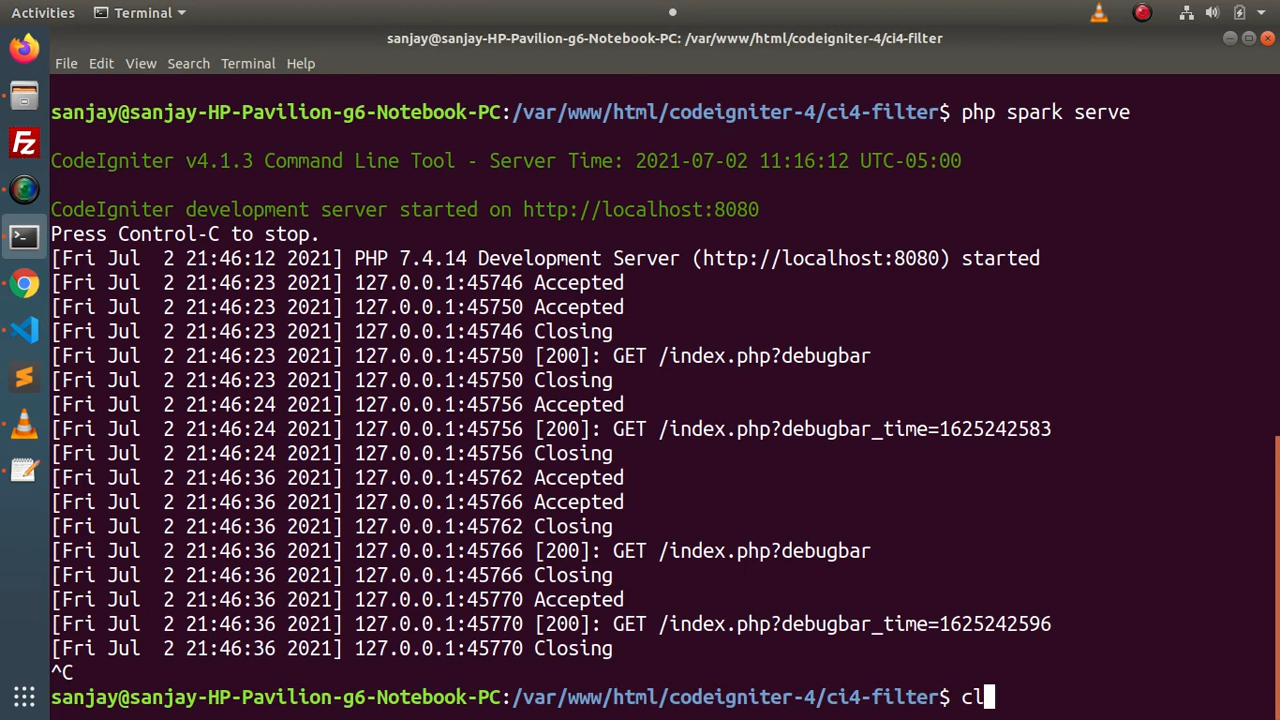 Activities Terminal
sanjay@sanjay-HP-Pavilion-g6-Notebook-PC: /var/www/html/codeigniter-4/ci4-filter
File Edit View Search Terminal Help
sanjay@sanjay-HP-Pavilion-g6-Notebook-PC:/var/www/html/codeigniter-4/ci4-filter$ php spark serve
CodeIgniter v4.1.3 Command Line Tool - Server Time: 2021-07-02 11:16:12 UTC-05:00
CodeIgniter development server started on http://localhost:8080
Press Control-C to stop.
[Fri Jul  2 21:46:12 2021] PHP 7.4.14 Development Server (http://localhost:8080) started
[Fri Jul  2 21:46:23 2021] 127.0.0.1:45746 Accepted
[Fri Jul  2 21:46:23 2021] 127.0.0.1:45750 Accepted
[Fri Jul  2 21:46:23 2021] 127.0.0.1:45746 Closing
[Fri Jul  2 21:46:23 2021] 127.0.0.1:45750 [200]: GET /index.php?debugbar
[Fri Jul  2 21:46:23 2021] 127.0.0.1:45750 Closing
[Fri Jul  2 21:46:24 2021] 127.0.0.1:45756 Accepted
[Fri Jul  2 21:46:24 2021] 127.0.0.1:45756 [200]: GET /index.php?debugbar_time=1625242583
[Fri Jul  2 21:46:24 2021] 127.0.0.1:45756 Closing
[Fri Jul  2 21:46:36 2021] 127.0.0.1:45762 Accepted
[Fri Jul  2 21:46:36 2021] 127.0.0.1:45766 Accepted
[Fri Jul  2 21:46:36 2021] 127.0.0.1:45762 Closing
[Fri Jul  2 21:46:36 2021] 127.0.0.1:45766 [200]: GET /index.php?debugbar
[Fri Jul  2 21:46:36 2021] 127.0.0.1:45766 Closing
[Fri Jul  2 21:46:36 2021] 127.0.0.1:45770 Accepted
[Fri Jul  2 21:46:36 2021] 127.0.0.1:45770 [200]: GET /index.php?debugbar_time=1625242596
[Fri Jul  2 21:46:36 2021] 127.0.0.1:45770 Closing
^C
sanjay@sanjay-HP-Pavilion-g6-Notebook-PC:/var/www/html/codeigniter-4/ci4-filter$ cl